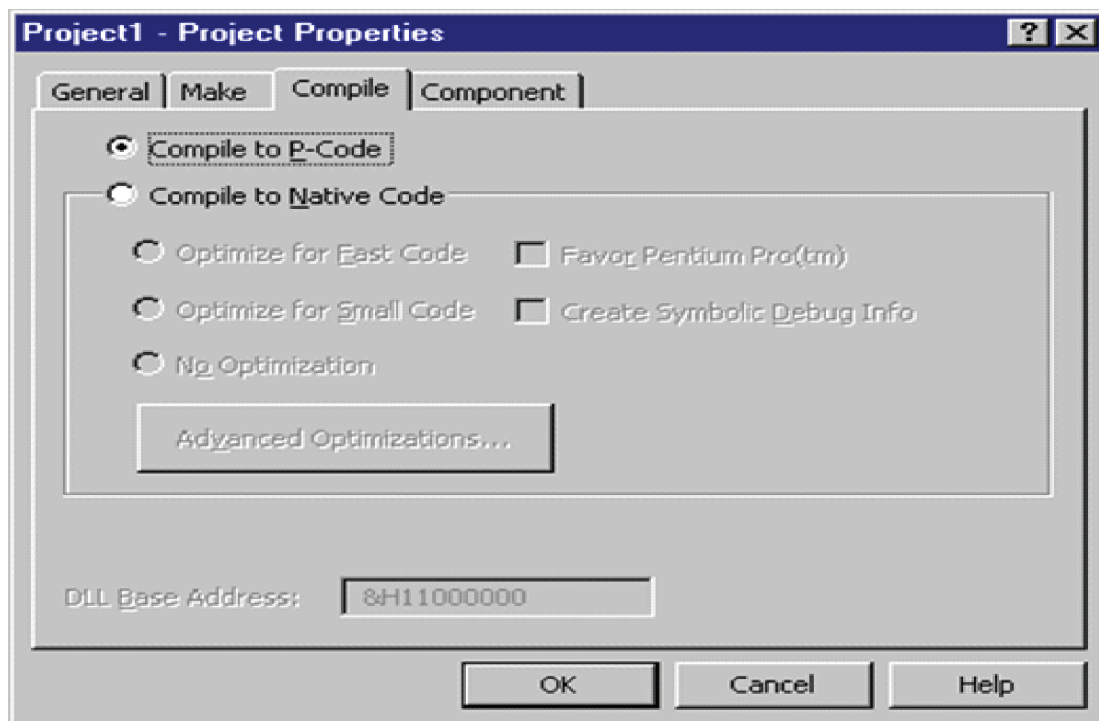 Project1 - Project Properties
General Make Compile Component
Compile to P-Code
Compile to Native Code
Optimize for Fast Code Favor Pentium Pro(tm)
Optimize for Small Code Create Symbolic Debug Info
No Optimization
Advanced Optimizations...
DLL Base Address: &H11000000
OK Cancel Help